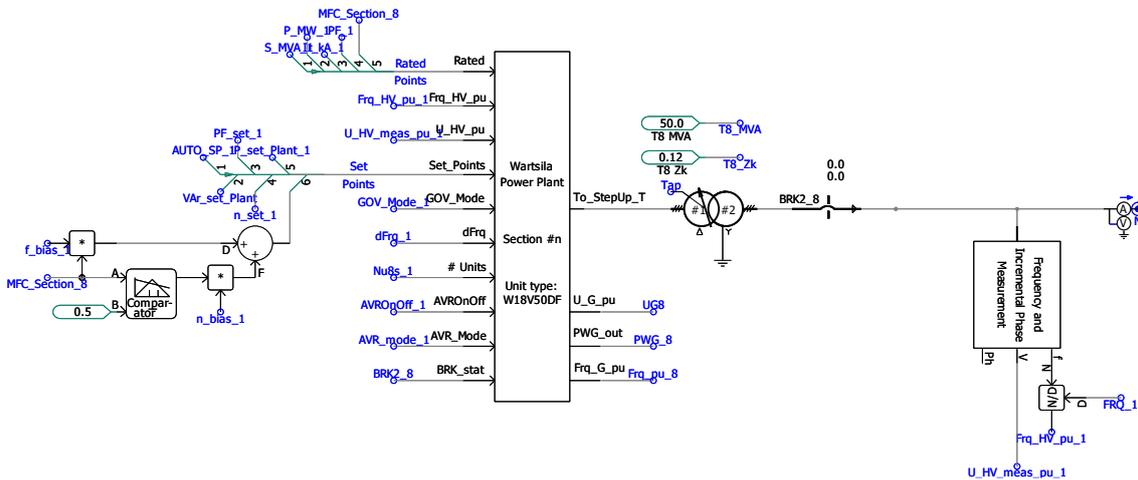 MFC_Section_8
P_MW_1
PF_1
S_MVA_1
It_kA_1
1
2
3
4
5
Rated
Points
Rated
Frq_HV_pu_1
Frq_HV_pu
U_HV_meas_pu_1
U_HV_pu
PF_set_1
AUTO_SP_1
P_set_Plant_1
1
3
5
2
4
6
Set
Points
Set_Points
VAr_set_Plant
n_set_1
GOV_Mode_1
GOV_Mode
dFrq_1
dFrq
Nu8s_1
# Units
AVROnOff_1
AVROnOff
AVR_mode_1
AVR_Mode
BRK2_8
BRK_stat
f_bias_1
*
D
+
+
F
MFC_Section_8
A
B
Compar-
ator
0.5
*
n_bias_1
Wartsila
Power Plant
Section #n
Unit type:
W18V50DF
To_StepUp_T
U_G_pu
UG8
PWG_out
PWG_8
Frq_G_pu
Frq_pu_8
50.0
T8 MVA
T8_MVA
0.12
T8 Zk
T8_Zk
Tap
#1
#2
BRK2_8
0.0
0.0
A
V
Frequency and
Incremental Phase
Measurement
Ph
V
f
N
N/D
D
FRQ_1
Frq_HV_pu_1
U_HV_meas_pu_1